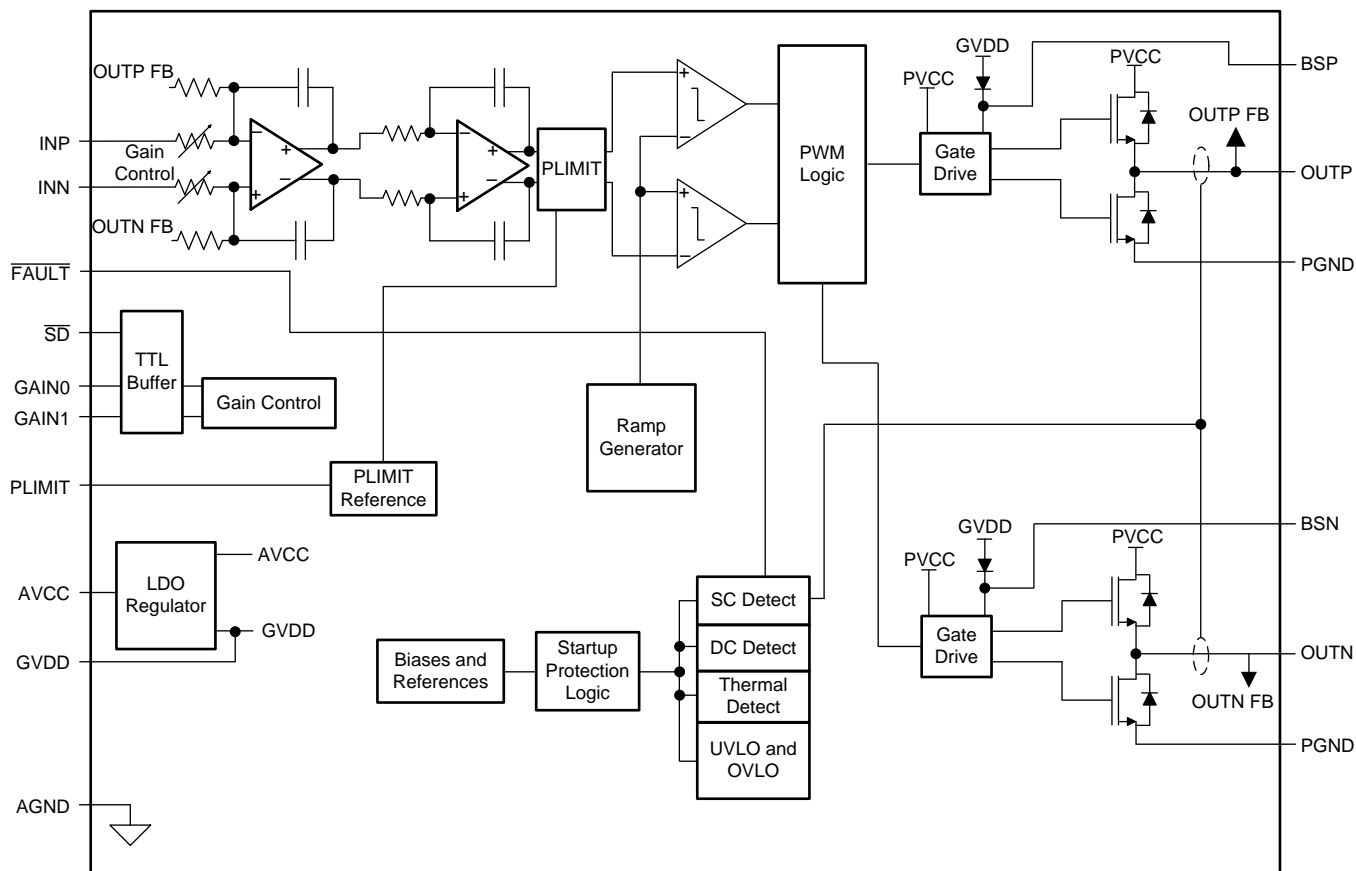 OUTP FB
INP
Gain
Control
INN
OUTN FB
FAULT
SD
GAIN0
GAIN1
TTL
Buffer
Gain Control
PLIMIT
PLIMIT
Reference
AVCC
LDO
Regulator
AVCC
GVDD
GVDD
AGND
PLIMIT
Ramp
Generator
Biases and
References
Startup
Protection
Logic
SC Detect
DC Detect
Thermal
Detect
UVLO and
OVLO
PWM
Logic
GVDD
PVCC
Gate
Drive
PVCC
BSP
OUTP FB
OUTP
PGND
GVDD
PVCC
Gate
Drive
PVCC
BSN
OUTN
OUTN FB
PGND
− + + −
− + + −
+ −
+ −